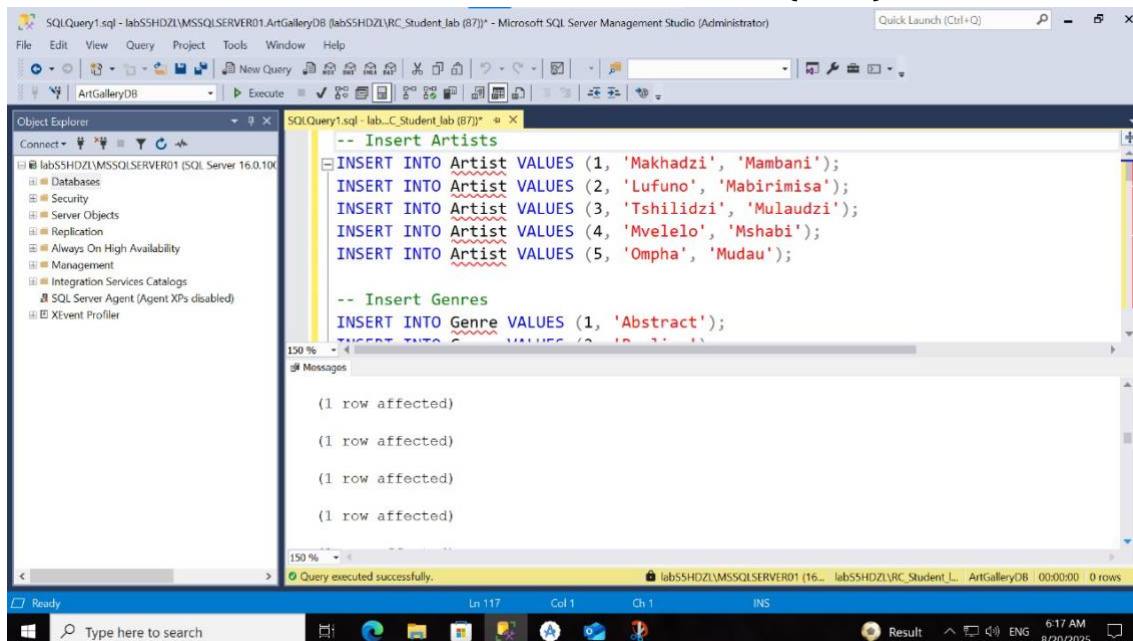 SQLQuery1.sql - labS5HDZL\MSSQLSERVER01.ArtGalleryDB (labS5HDZL\RC_Student_lab (87))* - Microsoft SQL Server Management Studio (Administrator)
Quick Launch (Ctrl+Q)
File Edit View Query Project Tools Window Help
New Query
ArtGalleryDB
Execute
Object Explorer
SQLQuery1.sql - lab...C_Student_lab (87))*
Connect
labS5HDZL\MSSQLSERVER01 (SQL Server 16.0.100
Databases
Security
Server Objects
Replication
Always On High Availability
Management
Integration Services Catalogs
SQL Server Agent (Agent XPs disabled)
XEvent Profiler
-- Insert Artists
INSERT INTO Artist VALUES (1, 'Makhadzi', 'Mambani');
INSERT INTO Artist VALUES (2, 'Lufuno', 'Mabirimisa');
INSERT INTO Artist VALUES (3, 'Tshilidzi', 'Mulaudzi');
INSERT INTO Artist VALUES (4, 'Mvelelo', 'Mshabi');
INSERT INTO Artist VALUES (5, 'Ompha', 'Mudau');
-- Insert Genres
INSERT INTO Genre VALUES (1, 'Abstract');
150 %
Messages
(1 row affected)
(1 row affected)
(1 row affected)
(1 row affected)
150 %
Query executed successfully.
labS5HDZL\MSSQLSERVER01 (16...
labS5HDZL\RC_Student_l...
ArtGalleryDB
00:00:00
0 rows
Ready
Ln 117
Col 1
Ch 1
INS
Type here to search
Result
ENG
6:17 AM
8/20/2025